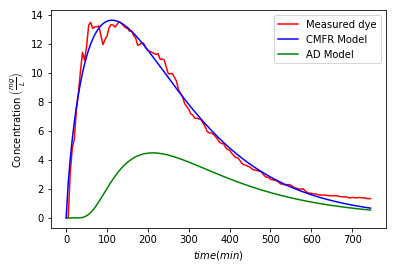 14
12
10
8
6
4
2
0
Concentration (mg/L)
Measured dye
CMFR Model
AD Model
0 100 200 300 400 500 600 700
time(min)